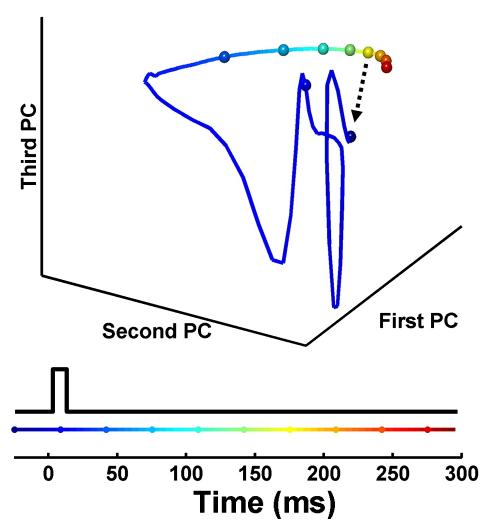 Third PC
Second PC
First PC
0 50 100 150 200 250 300
Time (ms)